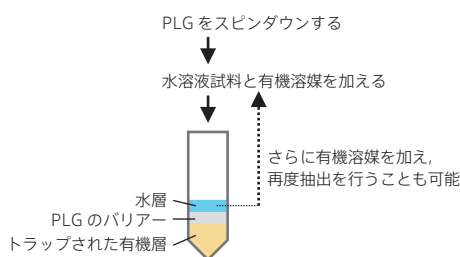 PLG をスピンダウンする
水溶液試料と有機溶媒を加える
さらに有機溶媒を加え,
再度抽出を行うことも可能
水層
PLG のバリアー
トラップされた有機層